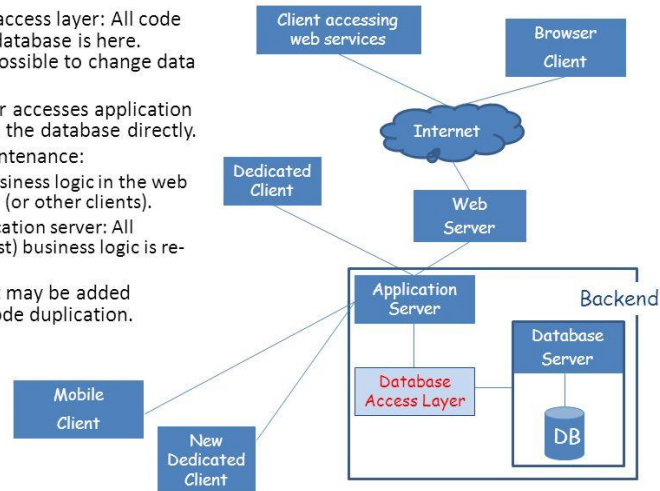 access layer: All code
database is here.
ossible to change data
r accesses application
the database directly.
ntenance:
siness logic in the web
(or other clients).
cation server: All
st) business logic is re-
t may be added
ode duplication.
Client accessing
web services
Browser
Client
Internet
Dedicated
Client
Web
Server
Application
Server
Backend
Database
Server
Database
Access Layer
DB
Mobile
Client
New
Dedicated
Client